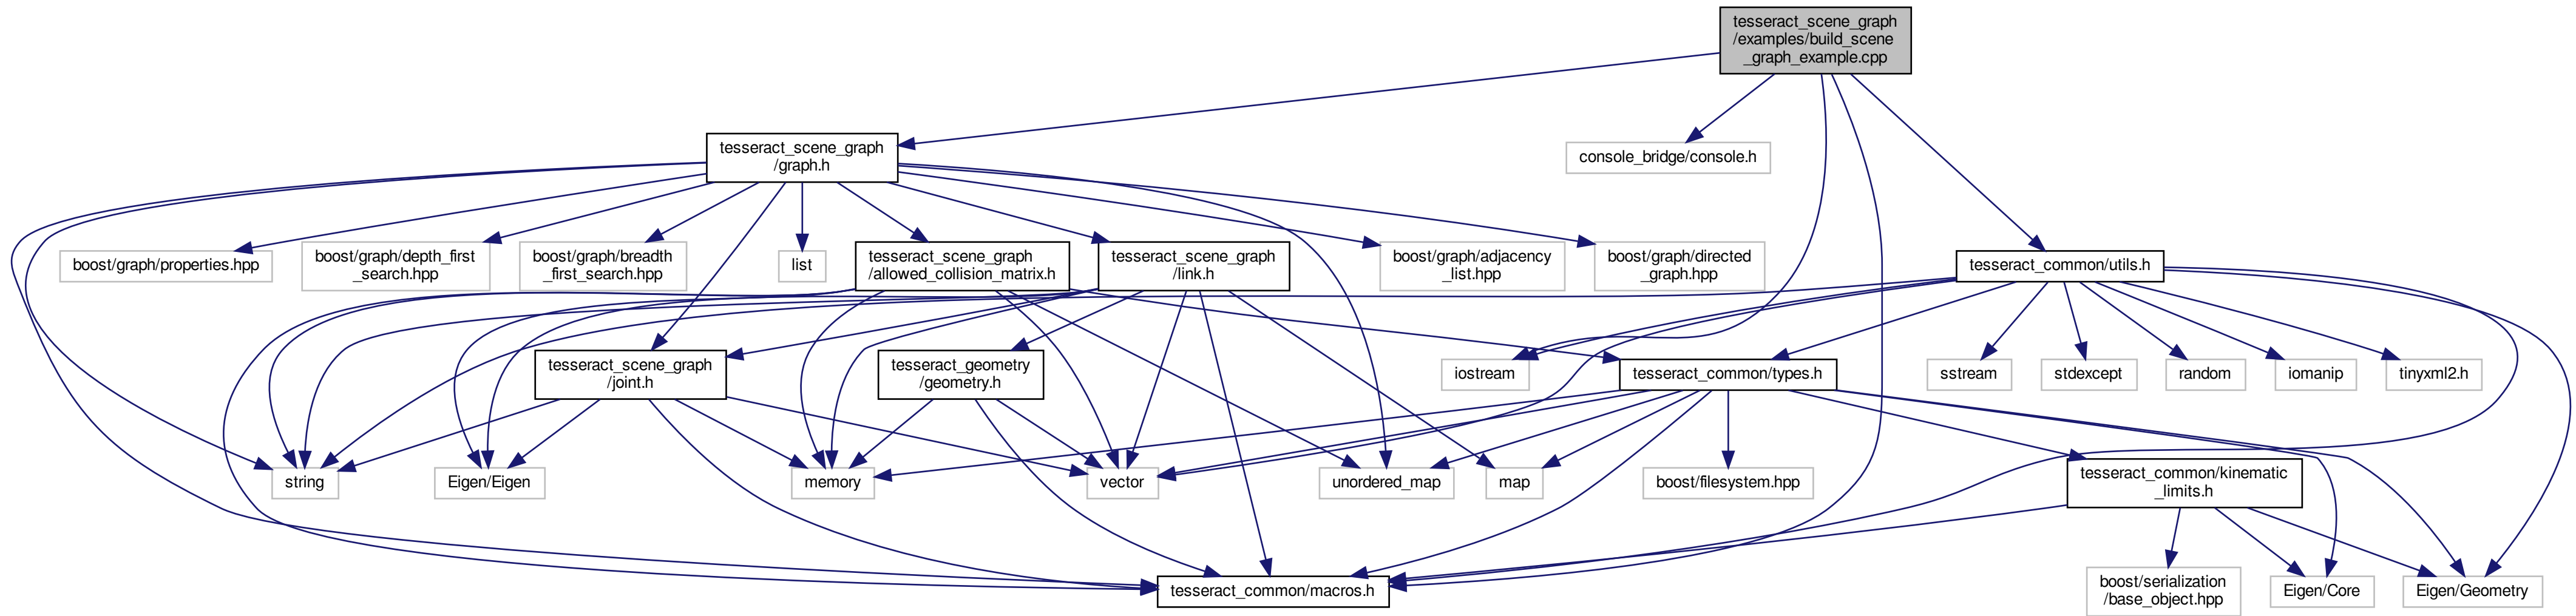 tesseract_scene_graph
/examples/build_scene
_graph_example.cpp
tesseract_scene_graph
/graph.h
console_bridge/console.h
boost/graph/properties.hpp
boost/graph/depth_first
_search.hpp
boost/graph/breadth
_first_search.hpp
list
tesseract_scene_graph
/allowed_collision_matrix.h
tesseract_scene_graph
/link.h
boost/graph/adjacency
_list.hpp
boost/graph/directed
_graph.hpp
tesseract_common/utils.h
tesseract_scene_graph
/joint.h
tesseract_geometry
/geometry.h
iostream
tesseract_common/types.h
sstream
stdexcept
random
iomanip
tinyxml2.h
string
Eigen/Eigen
memory
vector
unordered_map
map
boost/filesystem.hpp
tesseract_common/kinematic
_limits.h
tesseract_common/macros.h
boost/serialization
/base_object.hpp
Eigen/Core
Eigen/Geometry